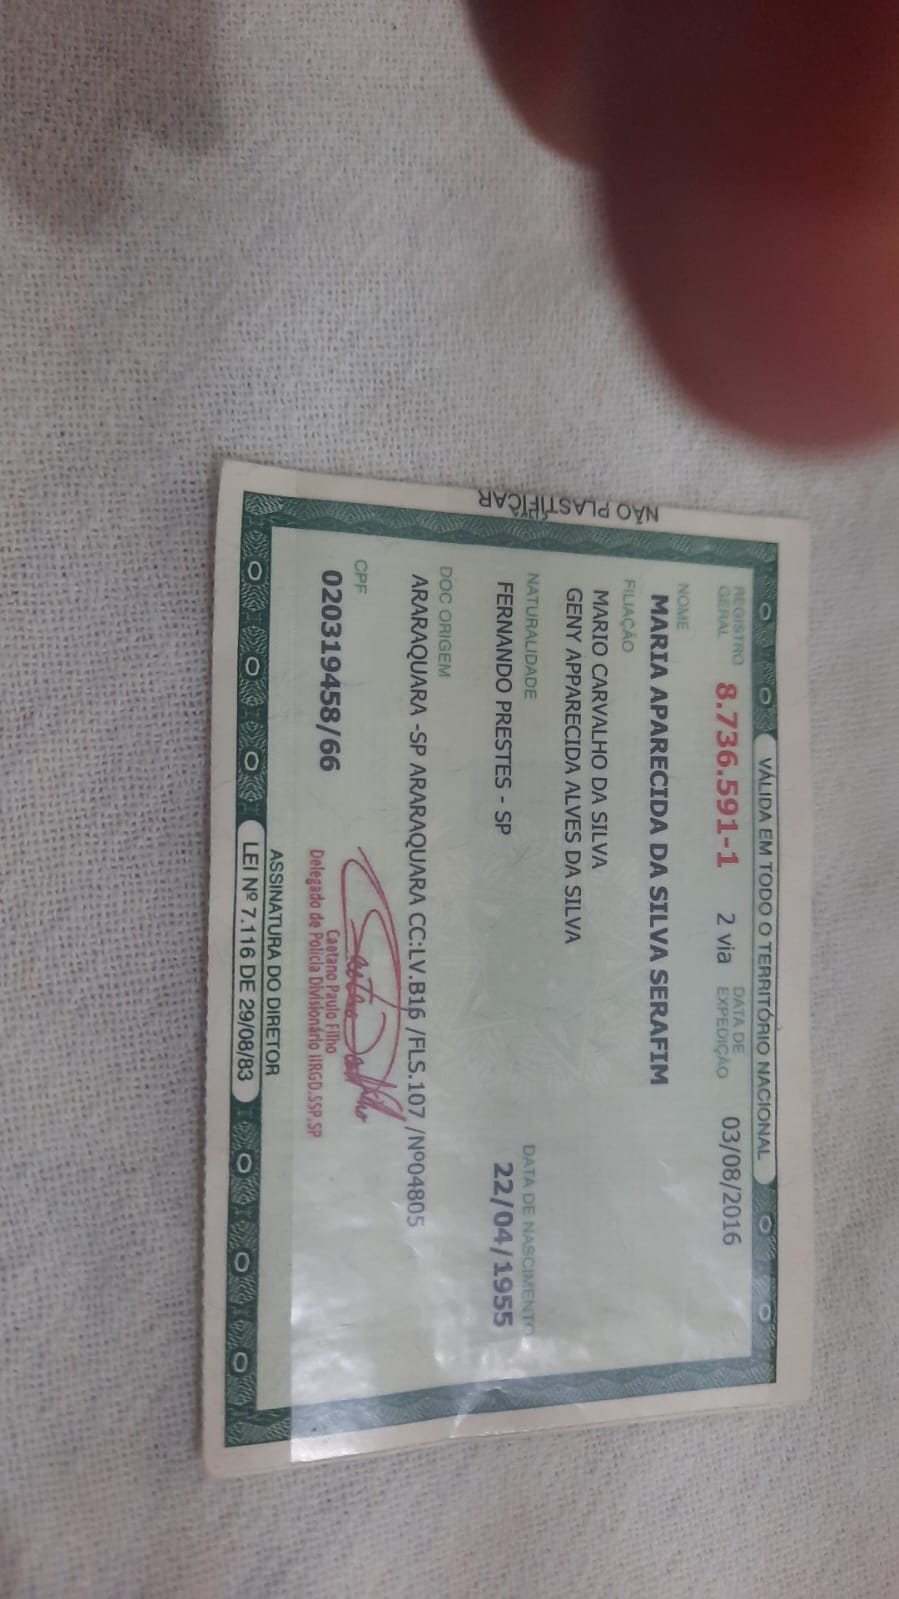 NÃO PLASTIFICAR
VÁLIDA EM TODO O TERRITÓRIO NACIONAL
REGISTRO GERAL 8.736.591-1 2 via DATA DE EXPEDIÇÃO 03/08/2016
NOME
MARIA APARECIDA DA SILVA SERAFIM
FILIAÇÃO
MARIO CARVALHO DA SILVA
GENY APPARECIDA ALVES DA SILVA
NATURALIDADE DATA DE NASCIMENTO
FERNANDO PRESTES - SP 22/04/1955
DOC ORIGEM
ARARAQUARA -SP ARARAQUARA CC:LV.B16 /FLS.107 /Nº04805
CPF
020319458/66
Caetano Paulo Filho
Delegado de Polícia Divisionário IIRGD.SSP.SP
ASSINATURA DO DIRETOR
LEI Nº 7.116 DE 29/08/83